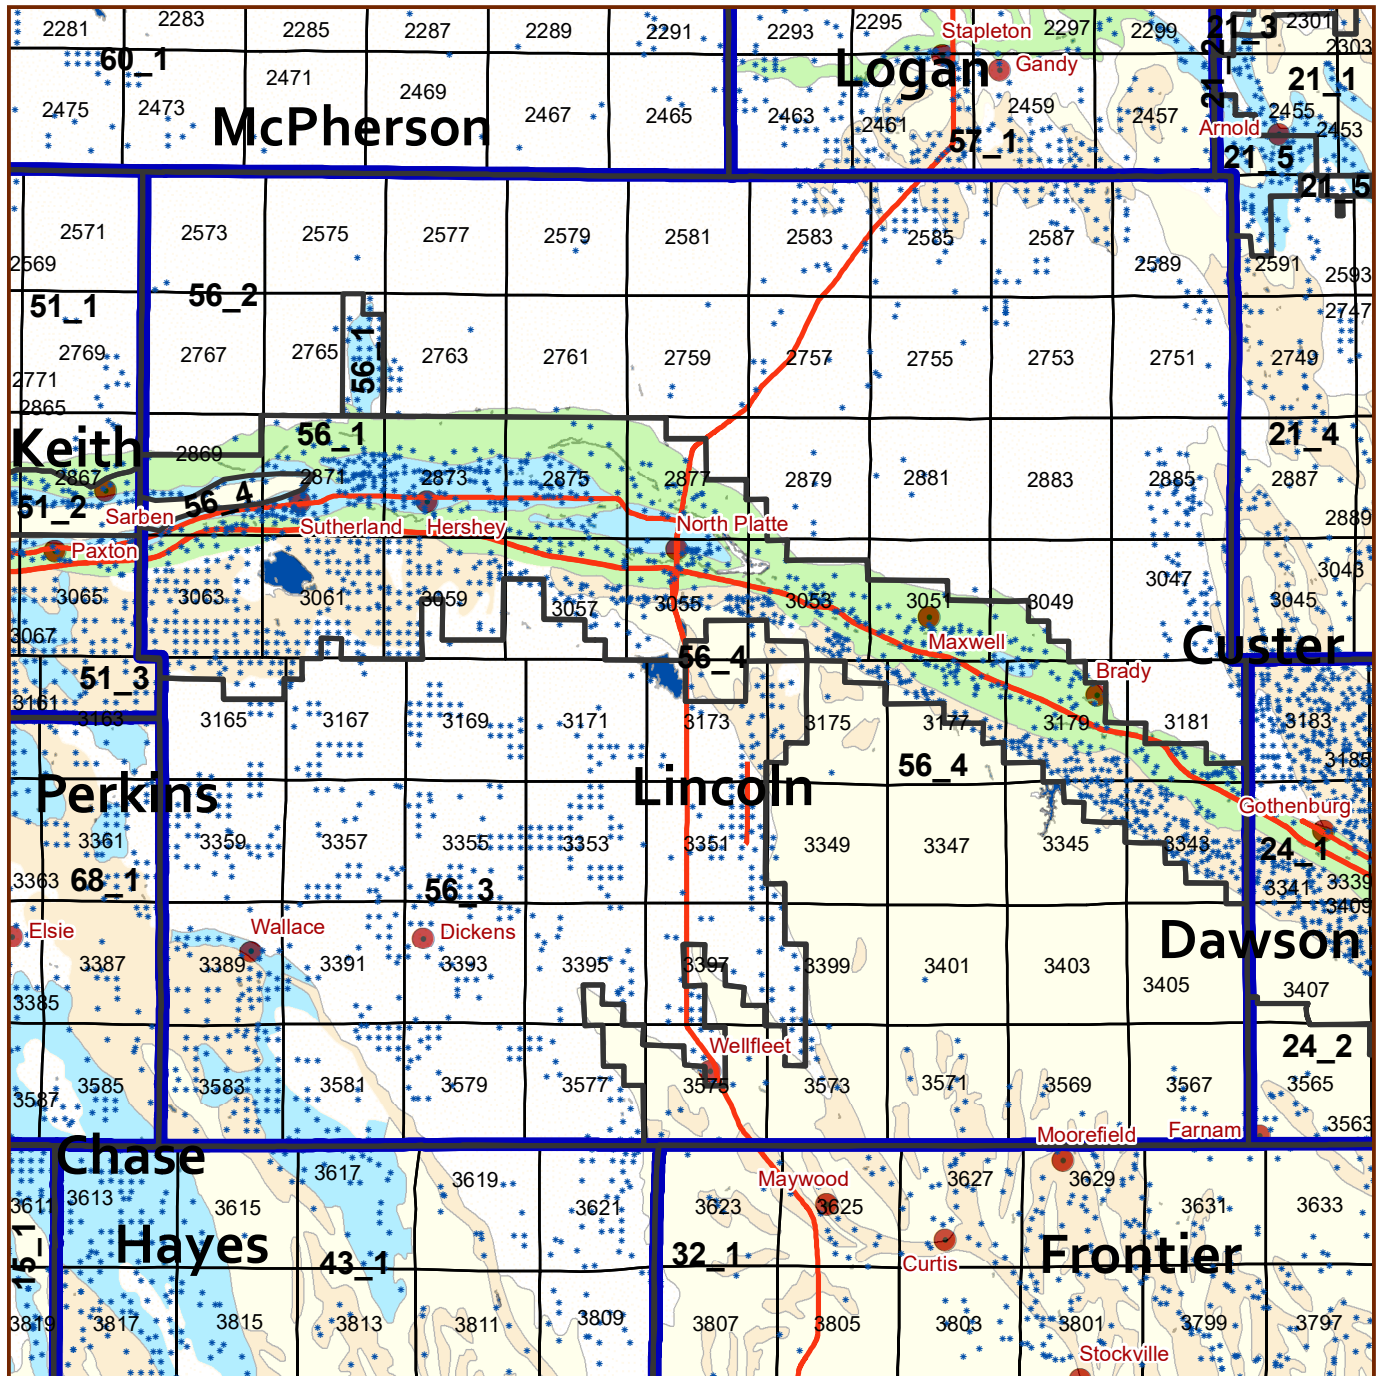 2281 2283 2285 2287 2289 2291 2293 2295 Stapleton 2297 2299 21_3 2301
60_1 Logan Gandy 21_1 2303
2471 2469 2459 21_1
2475 2473 McPherson 2467 2465 2463 2461 57_1 2457 Arnold 2455 2453
21_5
21_5
2571 2573 2575 2577 2579 2581 2583 2585 2587
2569 2589 2591 2593
51_1 56_2 2747
2769 2767 2765 56_1 2763 2761 2759 2757 2755 2753 2751 2749
2771
2865
Keith 2869 56_1 21_4
2867 2871 2873 2875 2877 2879 2881 2883 2885 2887
51_2 Sarben 56_4 Sutherland Hershey North Platte 2889
Paxton
3065 3063 3061 3059 3057 3055 3053 3051 3049 3047 3045 3043
3067 Maxwell Custer
51_3 56_4 Brady
3161 3163 3165 3167 3169 3171 3173 3175 3177 3179 3181 3183
56_4 3185
Perkins Lincoln Gothenburg
3361 3359 3357 3355 3353 3351 3349 3347 3345 3343 24_1
3363 68_1 56_3 3341 3339
3409
Elsie Wallace Dickens Dawson
3387 3389 3391 3393 3395 3397 3399 3401 3403
3385 3405 3407
Wellfleet 24_2
3585 3583 3581 3579 3577 3575 3573 3571 3569 3567 3565
3587 Moorefield Farnam 3563
Chase 3617 3619 Maywood 3627 3629
3611 3613 3615 3621 3623 3625 3631 3633
15_1 Hayes 43_1 32_1 Curtis Frontier
3819 3817 3815 3813 3811 3809 3807 3805 3803 3801 3799 3797
Stockville